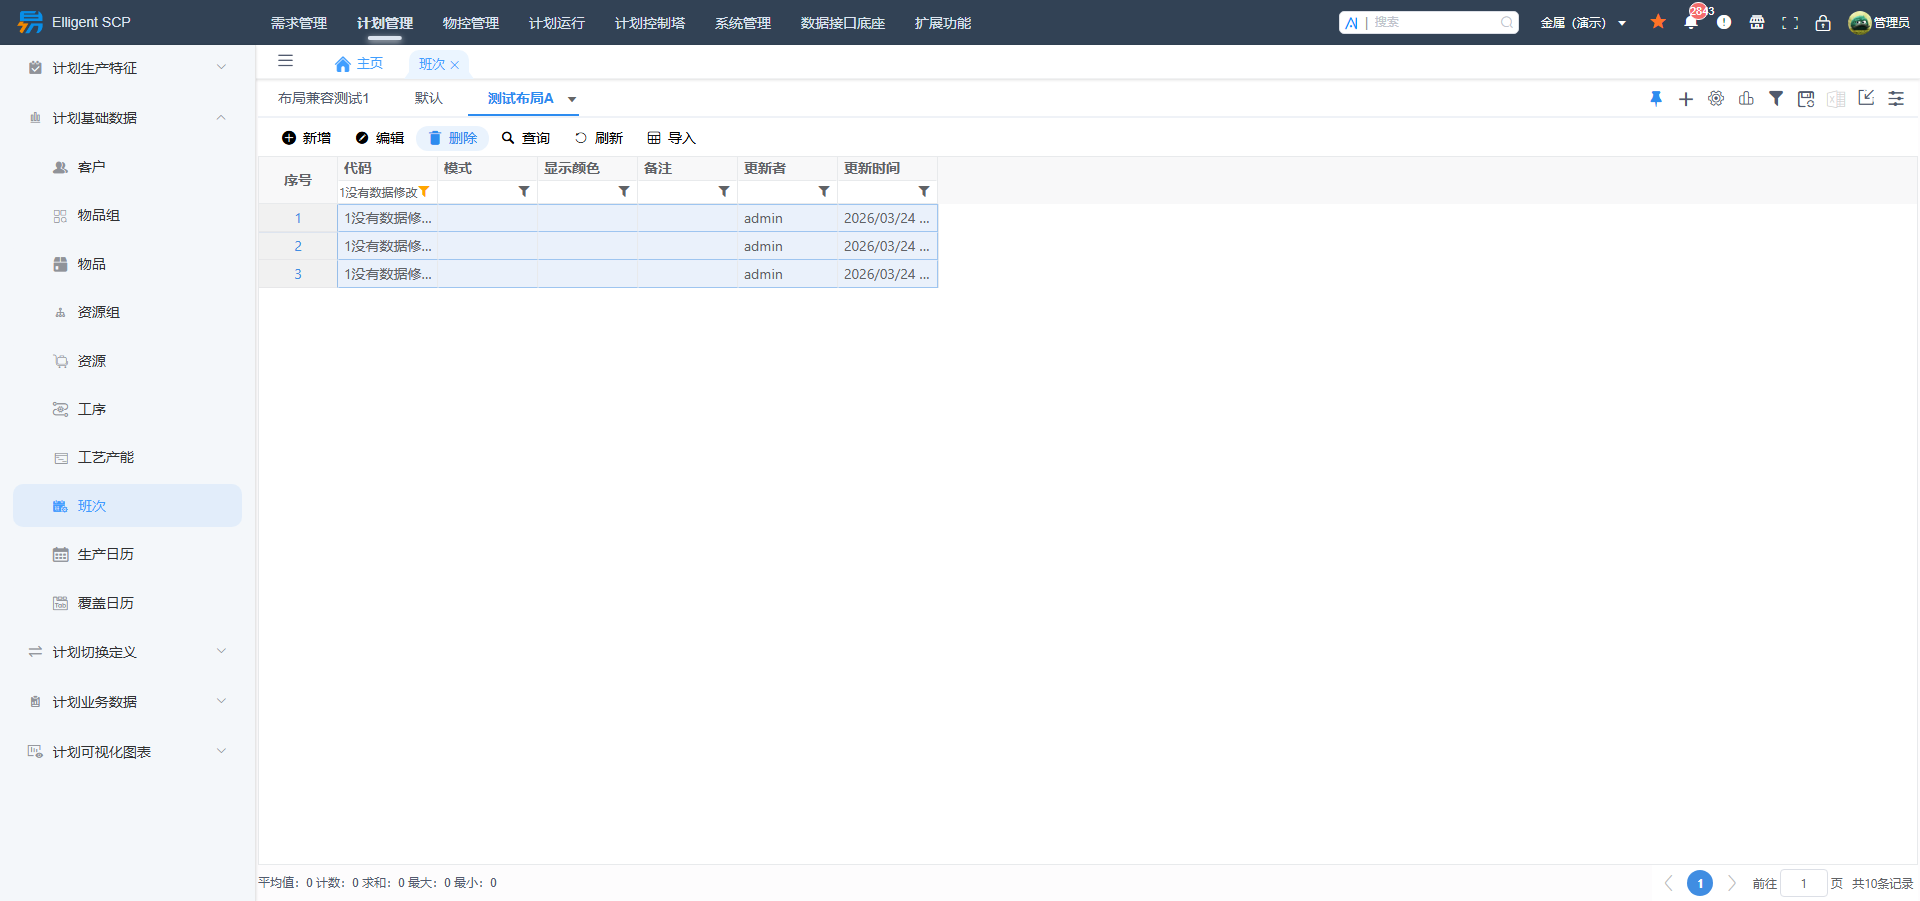 Elligent SCP
需求管理 计划管理 物控管理 计划运行 计划控制塔 系统管理 数据接口底座 扩展功能
AI | 搜索
金属（演示）
2843
管理员
计划生产特征
计划基础数据
客户
物品组
物品
资源组
资源
工序
工艺产能
班次
生产日历
覆盖日历
计划切换定义
计划业务数据
计划可视化图表
主页 班次
布局兼容测试1 默认 测试布局A
新增 编辑 删除 查询 刷新 导入
序号 代码 模式 显示颜色 备注 更新者 更新时间
1没有数据修改
1 1没有数据修... admin 2026/03/24 ...
2 1没有数据修... admin 2026/03/24 ...
3 1没有数据修... admin 2026/03/24 ...
平均值：0 计数：0 求和：0 最大：0 最小：0
1 前往 1 页 共10条记录